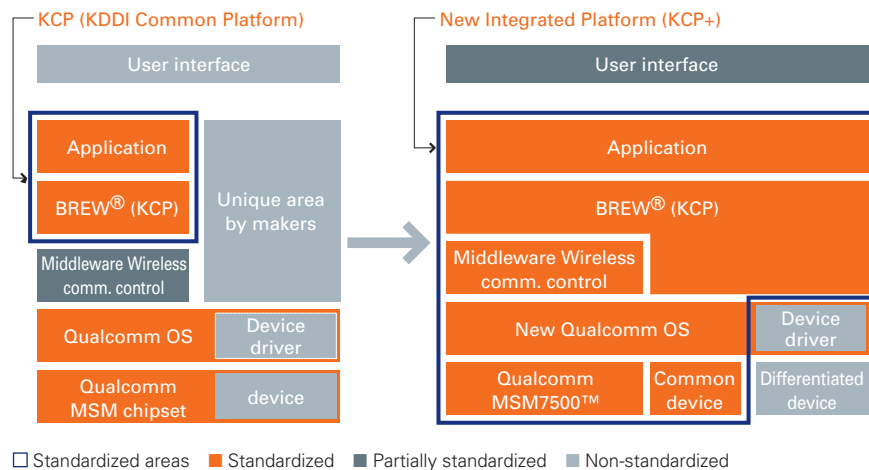 KCP (KDDI Common Platform)
User interface
Application
BREW® (KCP)
Unique area
by makers
Middleware Wireless
comm. control
Qualcomm OS
Device
driver
Qualcomm
MSM chipset
device
New Integrated Platform (KCP+)
User interface
Application
BREW® (KCP)
Middleware Wireless
comm. control
New Qualcomm OS
Device
driver
Qualcomm
MSM7500™
Common
device
Differentiated
device
Standardized areas
Standardized
Partially standardized
Non-standardized